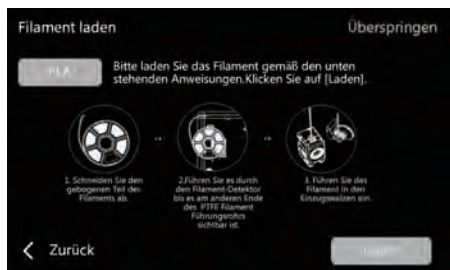 Filament laden
Überspringen
PLA
Bitte laden Sie das Filament gemäß den unten
stehenden Anweisungen.Klicken Sie auf [Laden].
1. Schneiden Sie den
gebogenen Teil des
Filaments ab.
2.Führen Sie es durch
den Filament-Detektor
bis es am anderen Ende
des PTFE Filament
Führungsrohrs
sichtbar ist.
3. Führen Sie das
Filament in den
Einzugswalzen ein.
Zurück